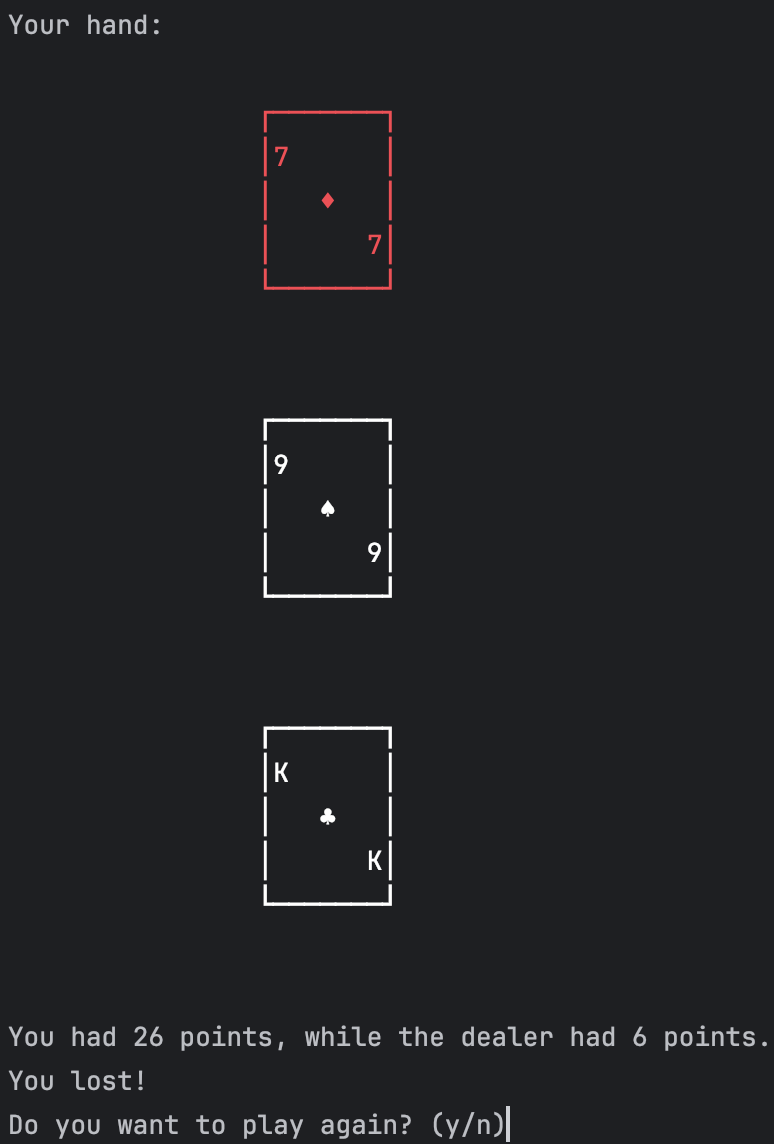 Your hand:
7
♦
7
9
♠
9
K
♣
K
You had 26 points, while the dealer had 6 points.
You lost!
Do you want to play again? (y/n)